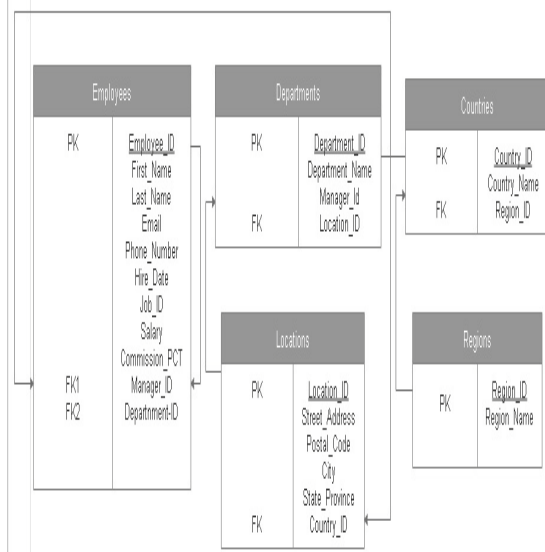 Employees
PK Employee_ID
First_Name
Last_Name
Email
Phone_Number
Hire_Date
Job_ID
Salary
Commission_PCT
FK1 Manager_ID
FK2 Department-ID
Departments
PK Department_ID
Department_Name
Manager_Id
FK Location_ID
Countries
PK Country_ID
Country_Name
FK Region_ID
Locations
PK Location_ID
Street_Address
Postal_Code
City
State_Province
FK Country_ID
Regions
PK Region_ID
Region_Name